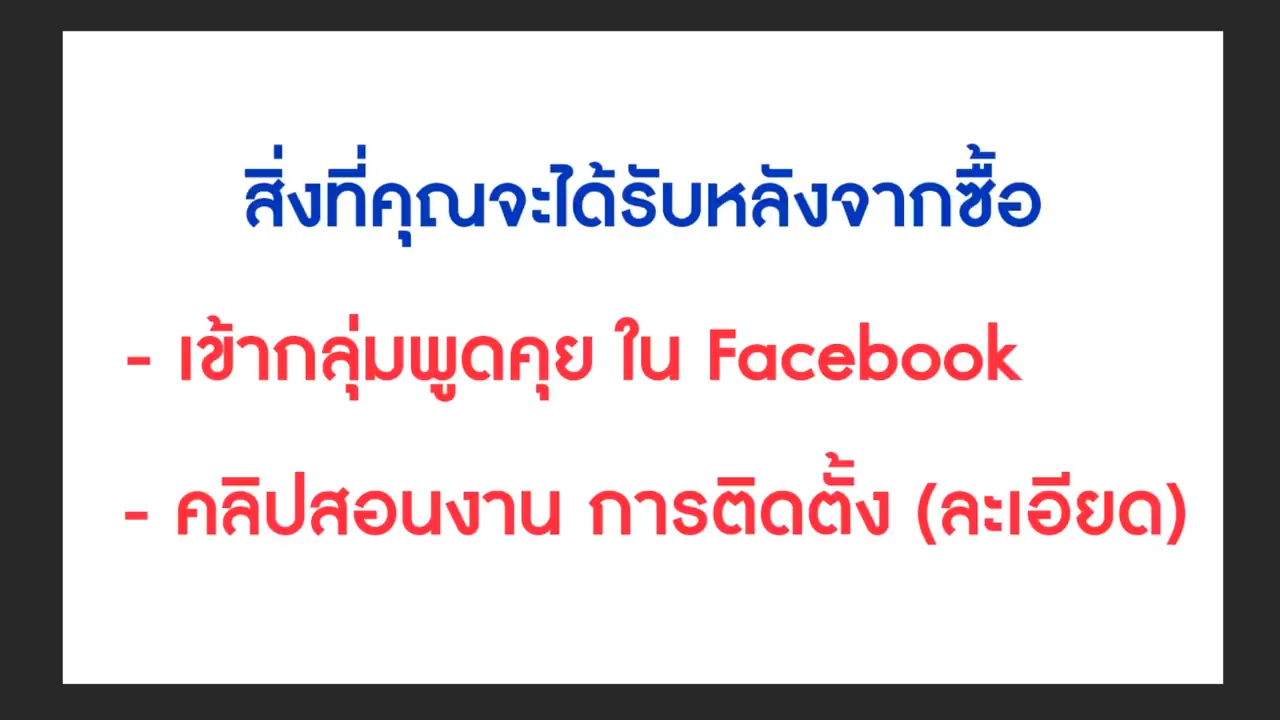 สิ่งที่คุณจะได้รับหลังจากซื้อ
- เข้ากลุ่มพูดคุย ใน Facebook
- คลิปสอนงาน การติดตั้ง (ละเอียด)